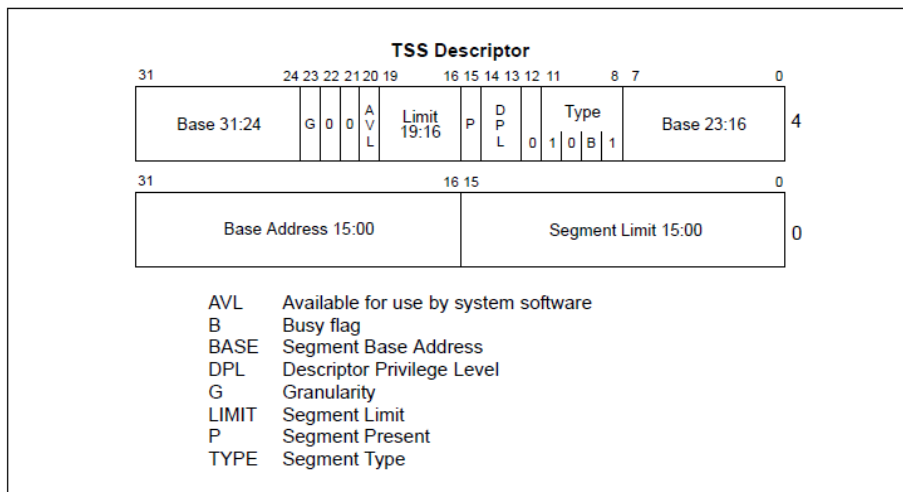 TSS Descriptor
31 24 23 22 21 20 19 16 15 14 13 12 11 8 7 0
Base 31:24 G 0 0 AVL Limit 19:16 P DPL 0 Type 1 0 B 1 Base 23:16 4
31 16 15 0
Base Address 15:00 Segment Limit 15:00 0
AVL Available for use by system software
B Busy flag
BASE Segment Base Address
DPL Descriptor Privilege Level
G Granularity
LIMIT Segment Limit
P Segment Present
TYPE Segment Type